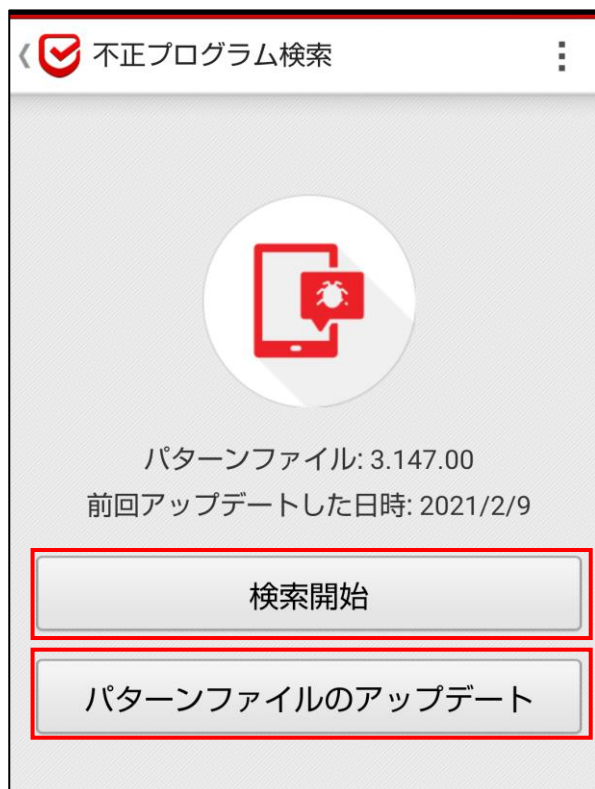 不正プログラム検索
パターンファイル: 3.147.00
前回アップデートした日時: 2021/2/9
検索開始
パターンファイルのアップデート